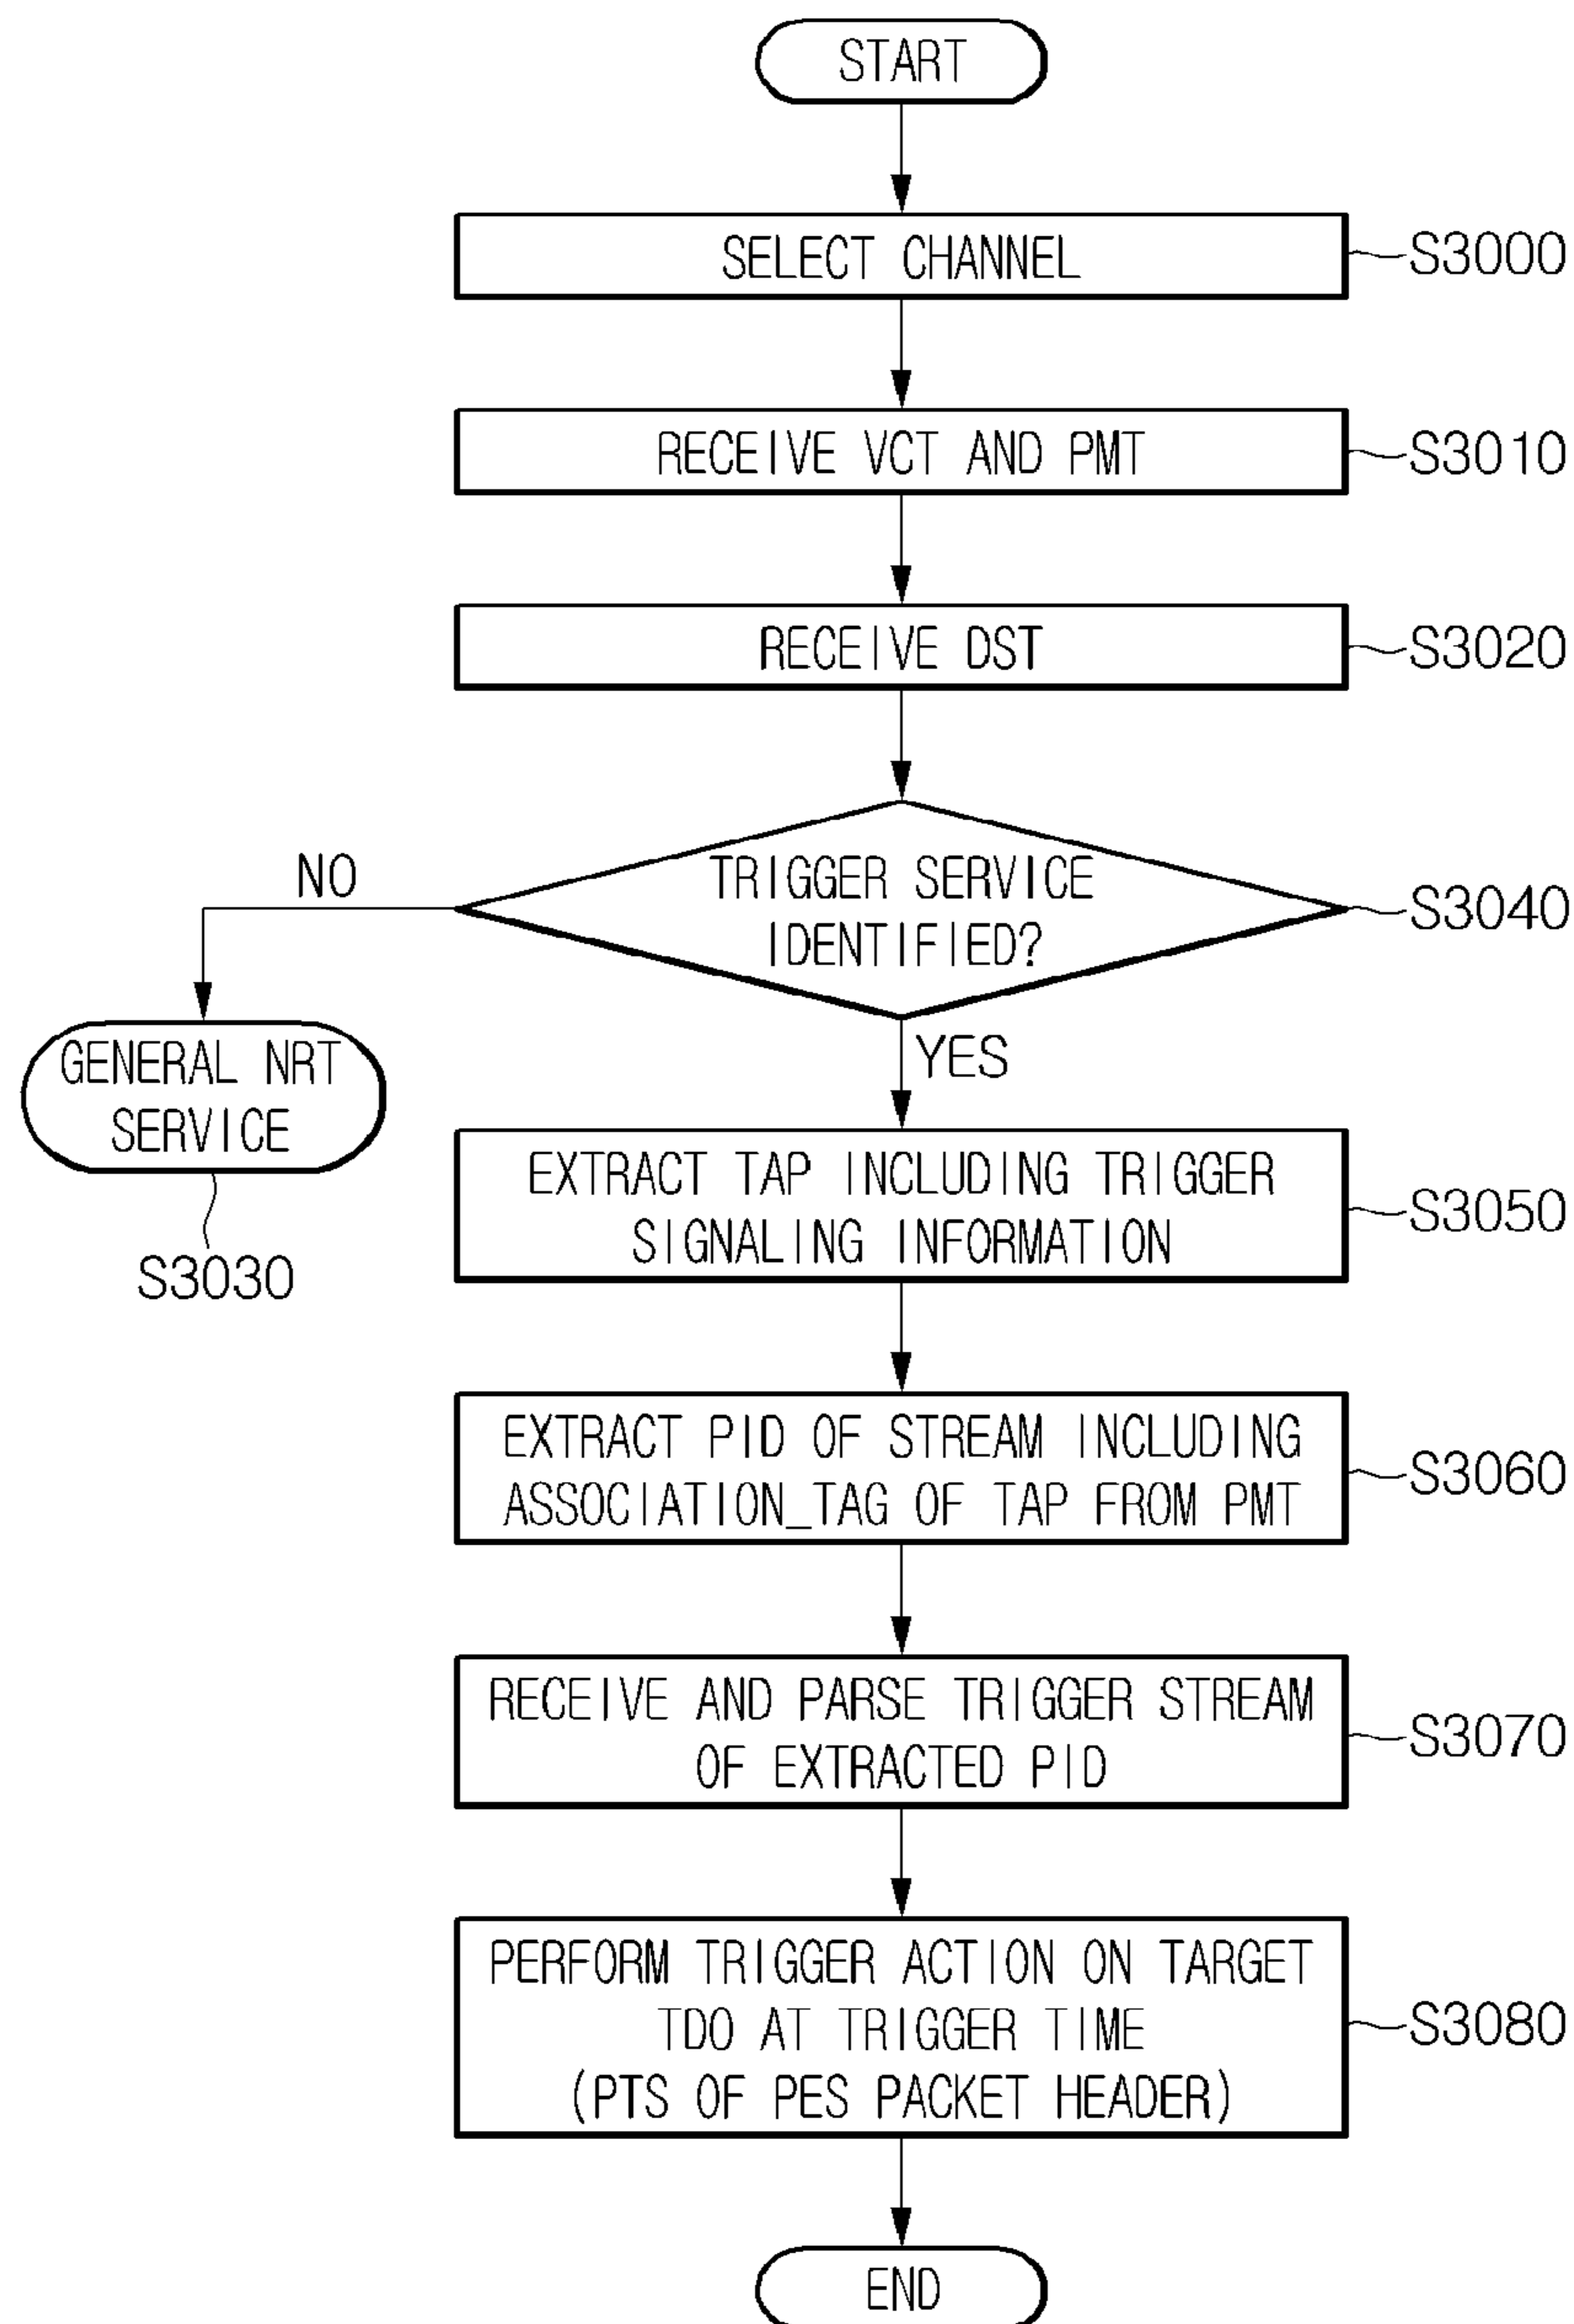 START
SELECT CHANNEL
S3000
RECEIVE VCT AND PMT
S3010
RECEIVE DST
S3020
TRIGGER SERVICE
IDENTIFIED?
S3040
NO
GENERAL NRT
SERVICE
S3030
YES
EXTRACT TAP INCLUDING TRIGGER
SIGNALING INFORMATION
S3050
EXTRACT PID OF STREAM INCLUDING
ASSOCIATION_TAG OF TAP FROM PMT
S3060
RECEIVE AND PARSE TRIGGER STREAM
OF EXTRACTED PID
S3070
PERFORM TRIGGER ACTION ON TARGET
TDO AT TRIGGER TIME
(PTS OF PES PACKET HEADER)
S3080
END